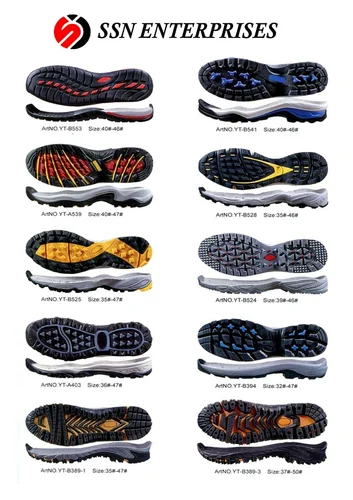 SSN ENTERPRISES
ArtNO.YT-B553 Size:40#-46# ArtNO.YT-B541 Size:40#-46#
ArtNO.YT-A539 Size:40#-47# ArtNO.YT-B528 Size:35#-46#
ArtNO.YT-B525 Size:35#-47# ArtNO.YT-B524 Size:39#-46#
ArtNO.YT-A403 Size:36#-47# ArtNO.YT-B394 Size:32#-47#
ArtNO.YT-B389-1 Size:35#-47# ArtNO.YT-B389-3 Size:37#-50#